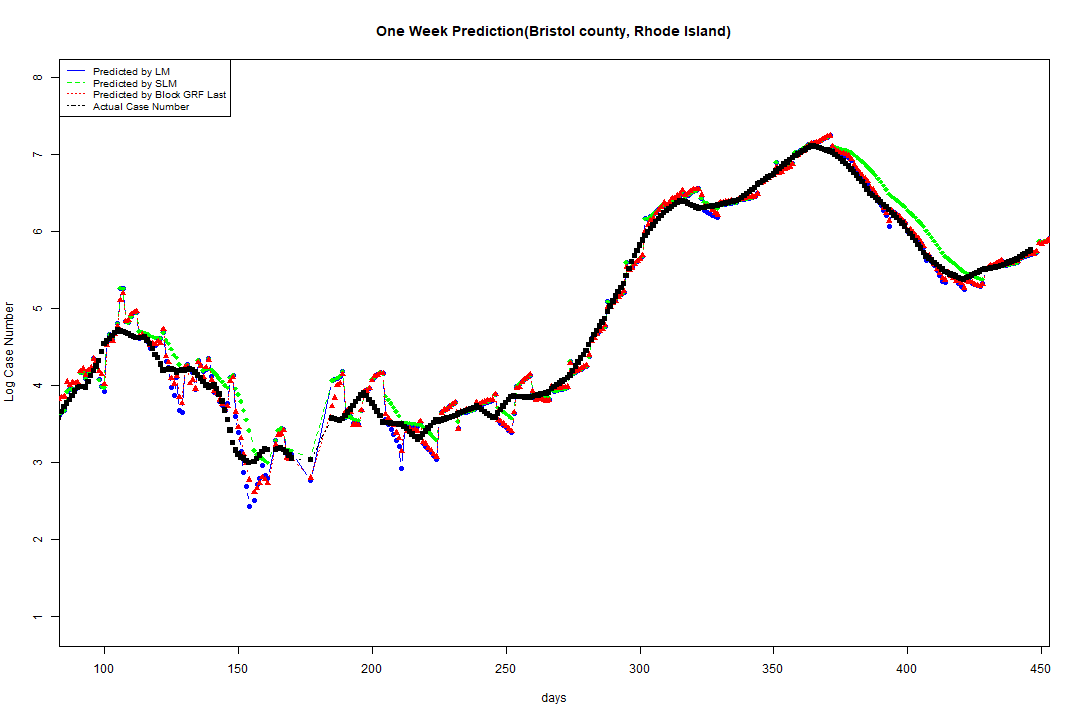 One Week Prediction(Bristol county, Rhode Island)
Predicted by LM
Predicted by SLM
Predicted by Block GRF Last
Actual Case Number
8
7
6
5
4
3
2
1
Log Case Number
100 150 200 250 300 350 400 450
days